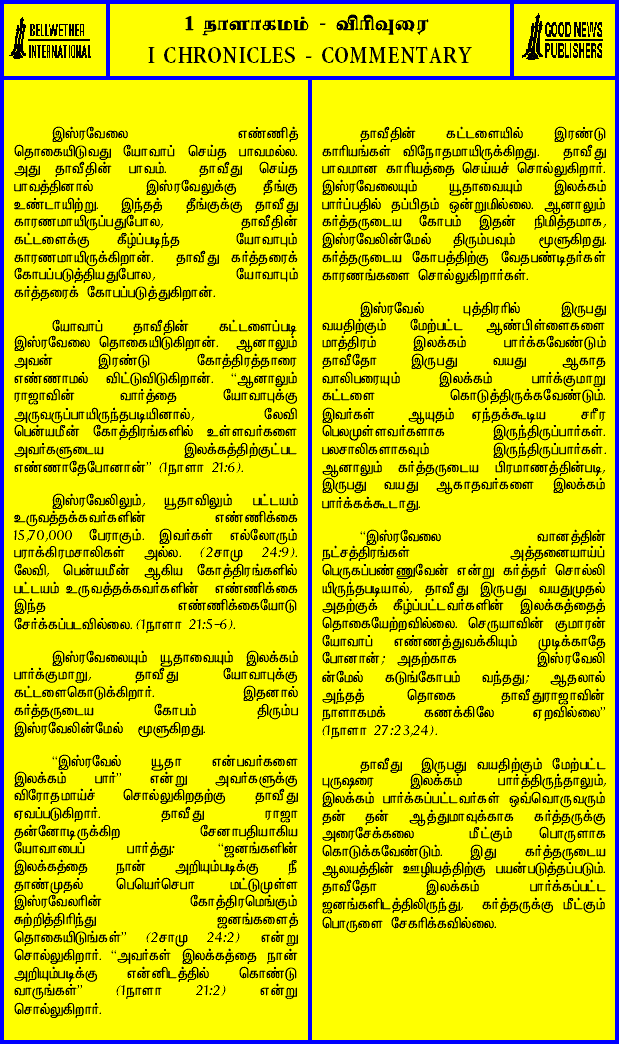 BELLWETHER
INTERNATIONAL
1 நாளாகமம் - விரிவுரை
I CHRONICLES - COMMENTARY
GOOD NEWS
PUBLISHERS
இஸ்ரவேலை எண்ணித்
தொகையிடுவது யோவாப் செய்த பாவமல்ல.
அது தாவீதின் பாவம். தாவீது செய்த
பாவத்தினால் இஸ்ரவேலுக்கு தீங்கு
உண்டாயிற்று. இந்தத் தீங்குக்கு தாவீது
காரணமாயிருப்பதுபோல, தாவீதின்
கட்டளைக்கு கீழ்ப்படிந்த யோவாபும்
காரணமாயிருக்கிறான். தாவீது கர்த்தரைக்
கோபப்படுத்தியதுபோல, யோவாபும்
கர்த்தரைக் கோபப்படுத்துகிறான்.
யோவாப் தாவீதின் கட்டளைப்படி
இஸ்ரவேலை தொகையிடுகிறான். ஆனாலும்
அவன் இரண்டு கோத்திரத்தாரை
எண்ணாமல் விட்டுவிடுகிறான். “ஆனாலும்
ராஜாவின் வார்த்தை யோவாபுக்கு
அருவருப்பாயிருந்தபடியினால், லேவி
பென்யமீன் கோத்திரங்களில் உள்ளவர்களை
அவர்களுடைய இலக்கத்திற்குட்பட
எண்ணாதேபோனான்” (1நாளா 21:6).
இஸ்ரவேலிலும், யூதாவிலும் பட்டயம்
உருவத்தக்கவர்களின் எண்ணிக்கை
15,70,000 பேராகும். இவர்கள் எல்லோரும்
பராக்கிரமசாலிகள் அல்ல. (2சாமு 24:9).
லேவி, பென்யமீன் ஆகிய கோத்திரங்களில்
பட்டயம் உருவத்தக்கவர்களின் எண்ணிக்கை
இந்த எண்ணிக்கையோடு
சேர்க்கப்படவில்லை. (1நாளா 21:5-6).
இஸ்ரவேலையும் யூதாவையும் இலக்கம்
பார்க்குமாறு, தாவீது யோவாபுக்கு
கட்டளைகொடுக்கிறார். இதனால்
கர்த்தருடைய கோபம் திரும்ப
இஸ்ரவேலின்மேல் மூளுகிறது.
“இஸ்ரவேல் யூதா என்பவர்களை
இலக்கம் பார்” என்று அவர்களுக்கு
விரோதமாய்ச் சொல்லுகிறதற்கு தாவீது
ஏவப்படுகிறார். தாவீது ராஜா
தன்னோடிருக்கிற சேனாபதியாகிய
யோவாபைப் பார்த்து: “ஜனங்களின்
இலக்கத்தை நான் அறியும்படிக்கு நீ
தாண்முதல் பெயெர்செபா மட்டுமுள்ள
இஸ்ரவேலரின் கோத்திரமெங்கும்
சுற்றித்திரிந்து ஜனங்களைத்
தொகையிடுங்கள்” (2சாமு 24:2) என்று
சொல்லுகிறார். “அவர்கள் இலக்கத்தை நான்
அறியும்படிக்கு என்னிடத்தில் கொண்டு
வாருங்கள்” (1நாளா 21:2) என்று
சொல்லுகிறார்.
தாவீதின் கட்டளையில் இரண்டு
காரியங்கள் விநோதமாயிருக்கிறது. தாவீது
பாவமான காரியத்தை செய்யச் சொல்லுகிறார்.
இஸ்ரவேலையும் யூதாவையும் இலக்கம்
பார்ப்பதில் தப்பிதம் ஒன்றுமில்லை. ஆனாலும்
கர்த்தருடைய கோபம் இதன் நிமித்தமாக,
இஸ்ரவேலின்மேல் திரும்பவும் மூளுகிறது.
கர்த்தருடைய கோபத்திற்கு வேதபண்டிதர்கள்
காரணங்களை சொல்லுகிறார்கள்.
இஸ்ரவேல் புத்திரரில் இருபது
வயதிற்கும் மேற்பட்ட ஆண்பிள்ளைகளை
மாத்திரம் இலக்கம் பார்க்கவேண்டும்
தாவீதோ இருபது வயது ஆகாத
வாலிபரையும் இலக்கம் பார்க்குமாறு
கட்டளை கொடுத்திருக்கவேண்டும்.
இவர்கள் ஆயுதம் ஏந்தக்கூடிய சரீர
பெலமுள்ளவர்களாக இருந்திருப்பார்கள்.
பலசாலிகளாகவும் இருந்திருப்பார்கள்.
ஆனாலும் கர்த்தருடைய பிரமாணத்தின்படி,
இருபது வயது ஆகாதவர்களை இலக்கம்
பார்க்கக்கூடாது.
“இஸ்ரவேலை வானத்தின்
நட்சத்திரங்கள் அத்தனையாய்ப்
பெருகப்பண்ணுவேன் என்று கர்த்தர் சொல்லி
யிருந்தபடியால், தாவீது இருபது வயதுமுதல்
அதற்குக் கீழ்ப்பட்டவர்களின் இலக்கத்தைத்
தொகையேற்றவில்லை. செருயாவின் குமாரன்
யோவாப் எண்ணத்துவக்கியும் முடிக்காதே
போனான்; அதற்காக இஸ்ரவேலி
ன்மேல் கடுங்கோபம் வந்தது; ஆதலால்
அந்தத் தொகை தாவீதுராஜாவின்
நாளாகமக் கணக்கிலே ஏறவில்லை”
(1நாளா 27:23,24).
தாவீது இருபது வயதிற்கும் மேற்பட்ட
புருஷரை இலக்கம் பார்த்திருந்தாலும்,
இலக்கம் பார்க்கப்பட்டவர்கள் ஒவ்வொருவரும்
தன் தன் ஆத்துமாவுக்காக கர்த்தருக்கு
அரைசேக்கலை மீட்கும் பொருளாக
கொடுக்கவேண்டும். இது கர்த்தருடைய
ஆலயத்தின் ஊழியத்திற்கு பயன்படுத்தப்படும்.
தாவீதோ இலக்கம் பார்க்கப்பட்ட
ஜனங்களிடத்திலிருந்து, கர்த்தருக்கு மீட்கும்
பொருளை சேகரிக்கவில்லை.